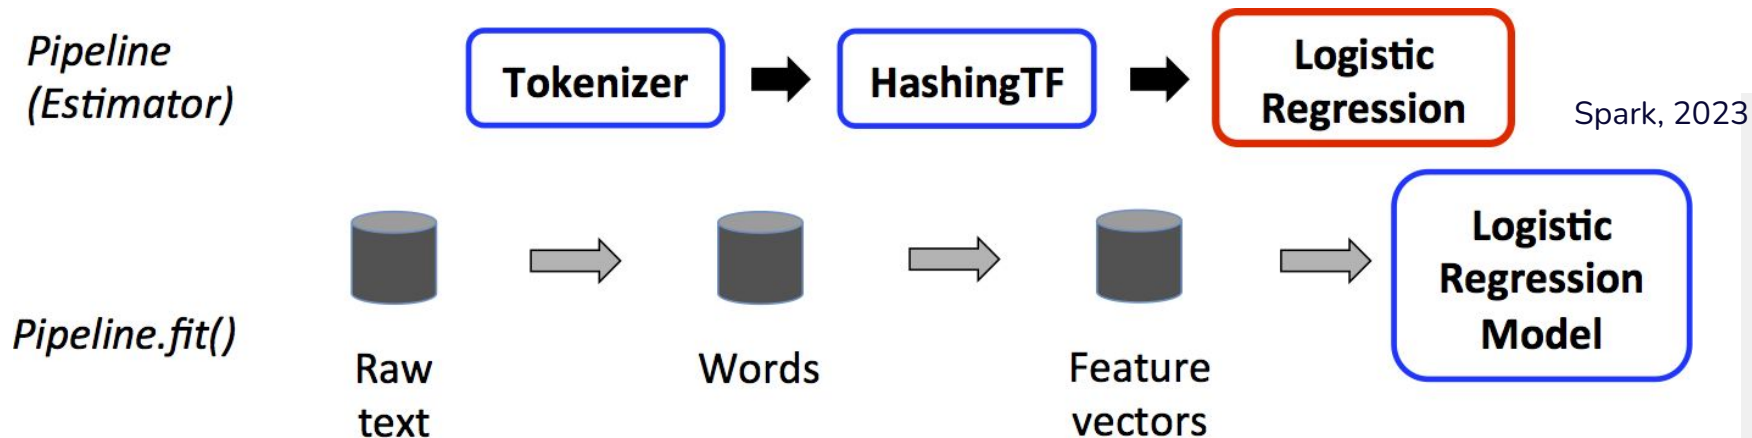 Pipeline
(Estimator)
Tokenizer
HashingTF
Logistic
Regression
Spark, 2023
Pipeline.fit()
Raw
text
Words
Feature
vectors
Logistic
Regression
Model